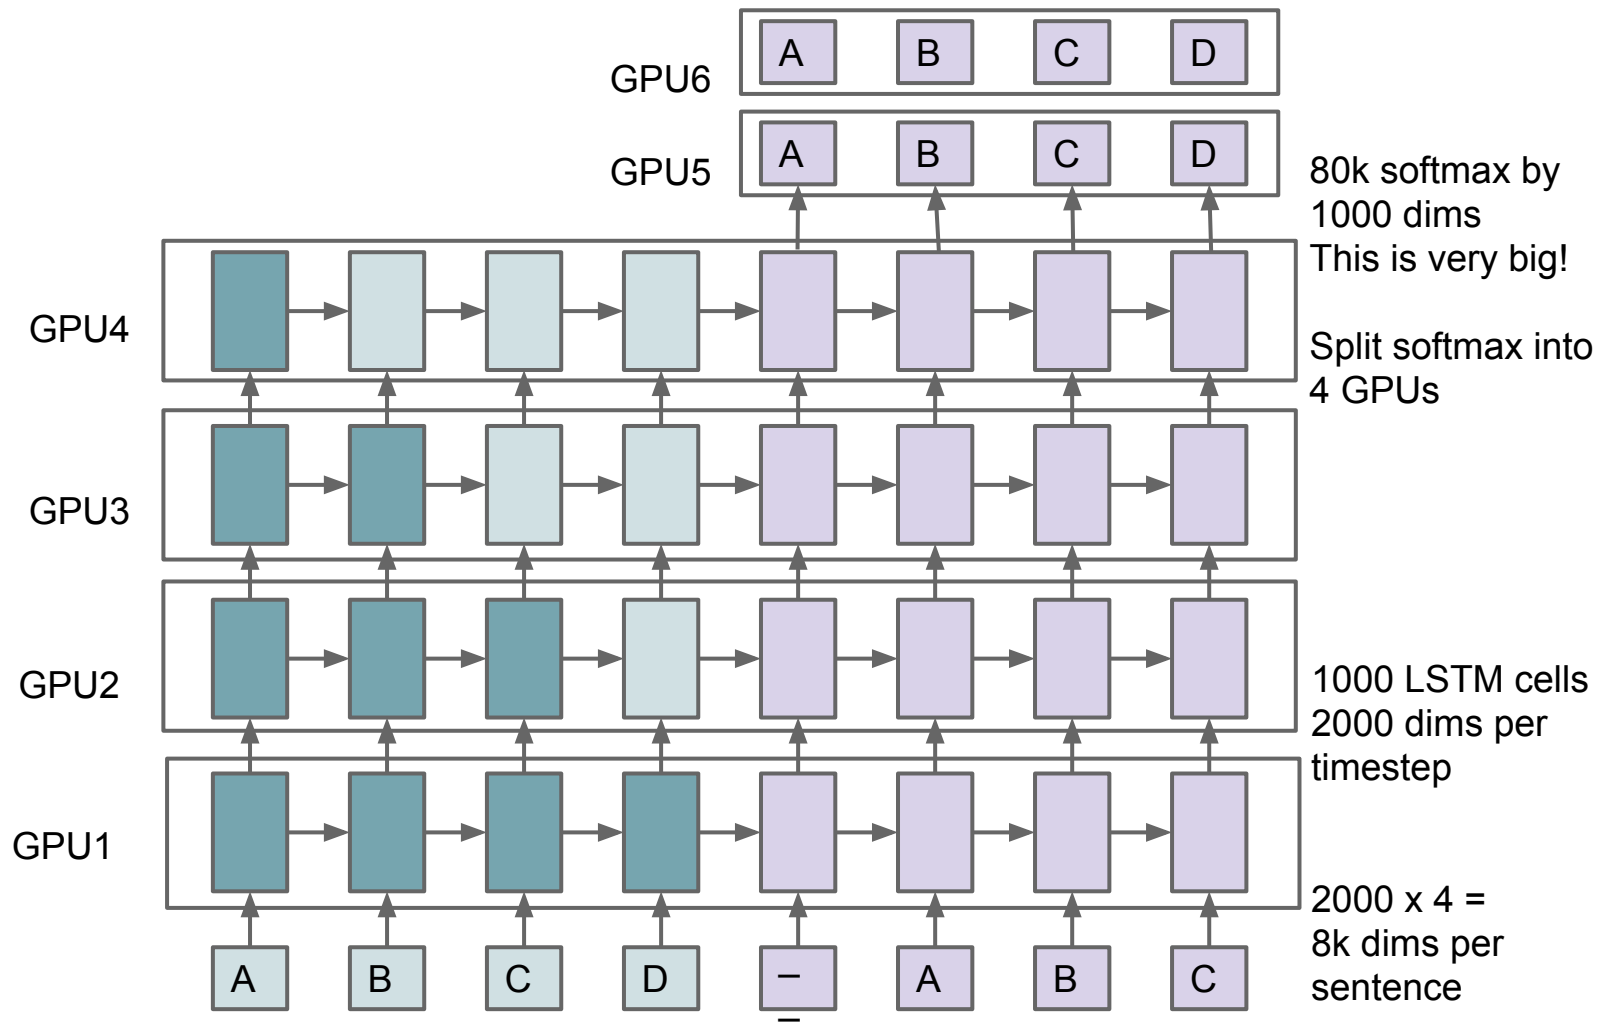 A B C D
GPU6
A B C D
GPU5
80k softmax by
1000 dims
This is very big!
GPU4
Split softmax into
4 GPUs
GPU3
GPU2
1000 LSTM cells
2000 dims per
timestep
GPU1
2000 x 4 =
8k dims per
sentence
A B C D _ A B C
_